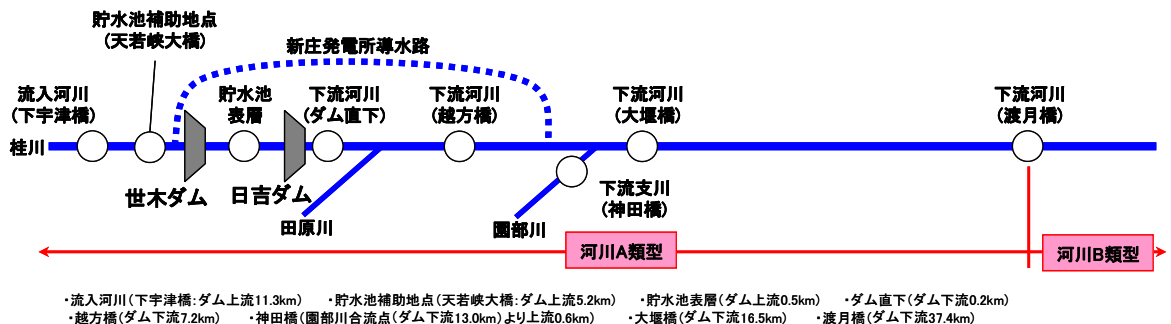 貯水池補助地点
(天若峡大橋)
新庄発電所導水路
流入河川
(下宇津橋)
貯水池
表層
下流河川
(ダム直下)
下流河川
(越方橋)
下流河川
(大堰橋)
下流河川
(渡月橋)
桂川
世木ダム
日吉ダム
田原川
園部川
下流支川
(神田橋)
河川A類型
河川B類型
・流入河川(下宇津橋:ダム上流11.3km) ・貯水池補助地点(天若峡大橋:ダム上流5.2km) ・貯水池表層(ダム上流0.5km) ・ダム直下(ダム下流0.2km)
・越方橋(ダム下流7.2km) ・神田橋(園部川合流点(ダム下流13.0km)より上流0.6km) ・大堰橋(ダム下流16.5km) ・渡月橋(ダム下流37.4km)